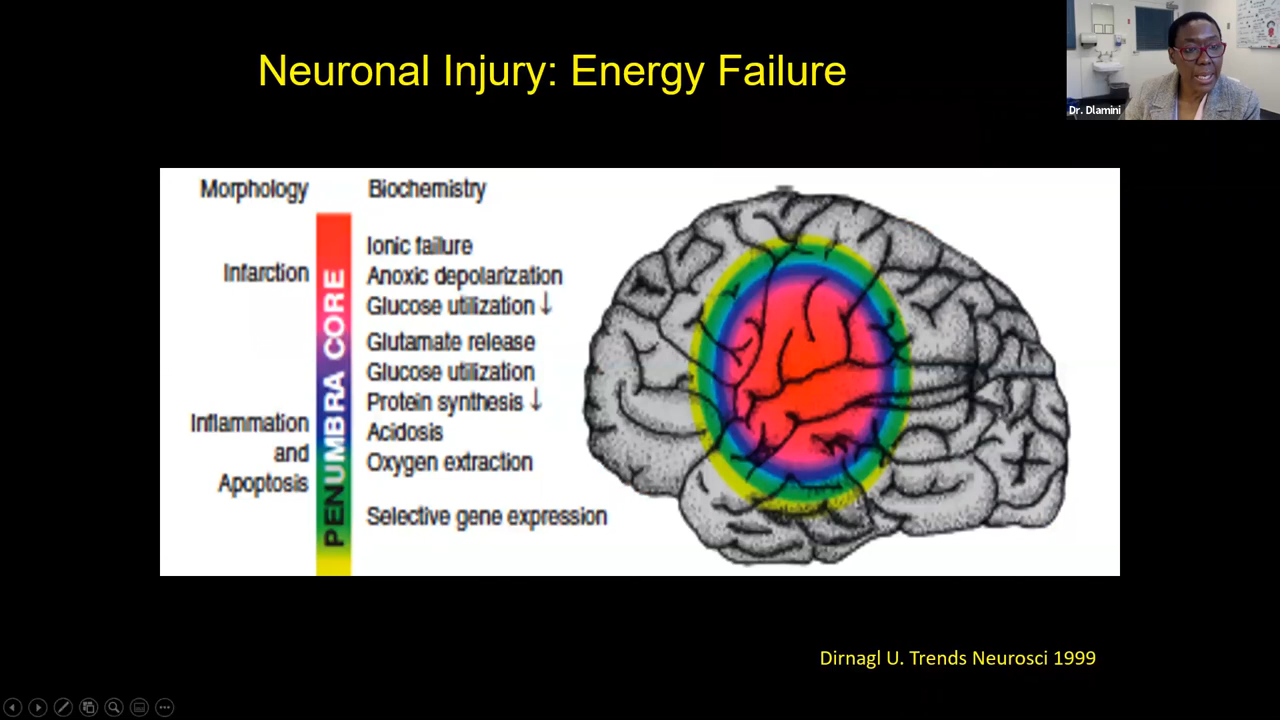 Neuronal Injury: Energy Failure
Dr. Dlamini
Morphology
Biochemistry
Infarction
Inflammation
and
Apoptosis
PENUMBRA CORE
Ionic failure
Anoxic depolarization
Glucose utilization ↓
Glutamate release
Glucose utilization
Protein synthesis ↓
Acidosis
Oxygen extraction
Selective gene expression
Dirnagl U. Trends Neurosci 1999